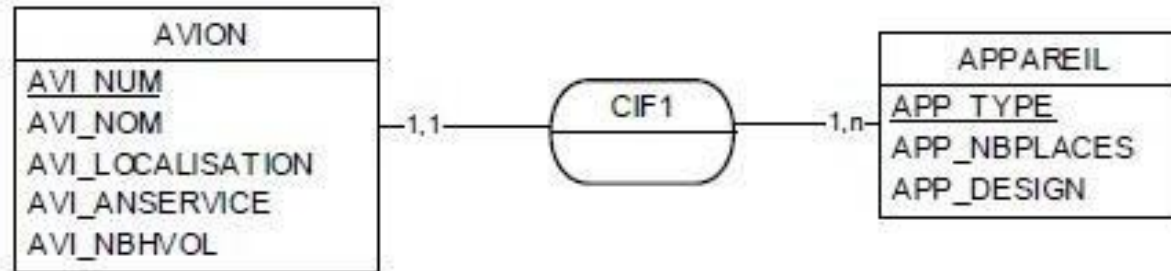 AVION
AVI_NUM
AVI_NOM
AVI_LOCALISATION
AVI_ANSERVICE
AVI_NBHVOL
1,1
CIF1
1,n
APPAREIL
APP_TYPE
APP_NBPLACES
APP_DESIGN